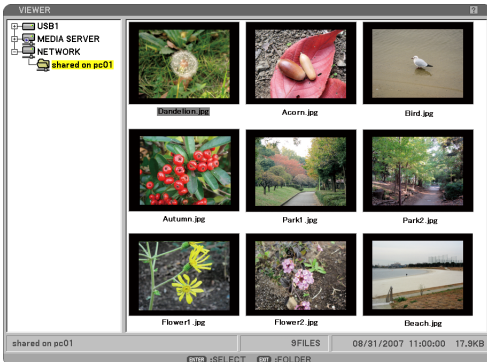 VIEWER
USB1
MEDIA SERVER
NETWORK
shared on pc01
Dandelion.jpg Acorn.jpg Bird.jpg
Autumn.jpg Park1.jpg Park2.jpg
Flower1.jpg Flower2.jpg Beach.jpg
shared on pc01 9FILES 08/31/2007 11:00:00 17.9KB
ENTER :SELECT EXIT :FOLDER